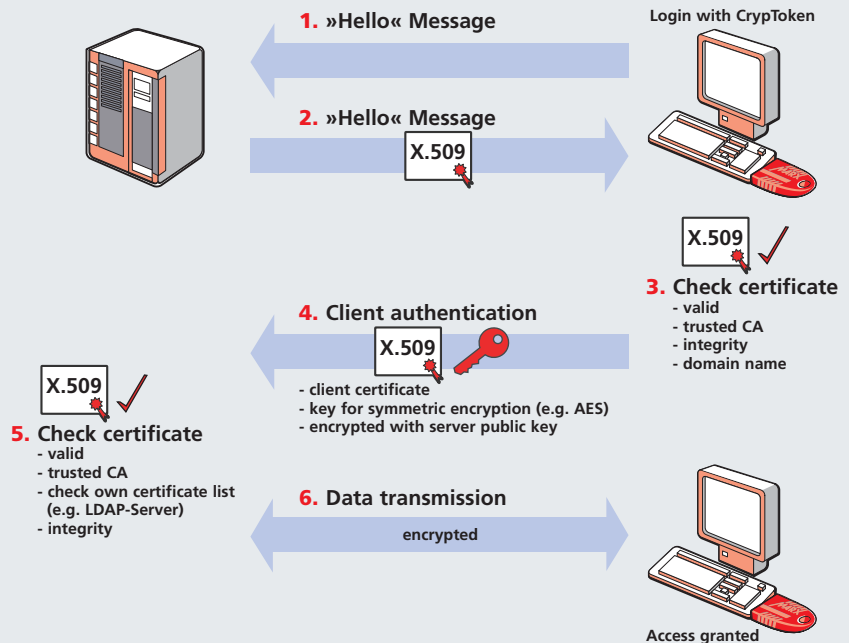 1. »Hello« Message
Login with CrypToken
2. »Hello« Message
X.509
X.509
3. Check certificate
- valid
- trusted CA
- integrity
- domain name
4. Client authentication
X.509
- client certificate
- key for symmetric encryption (e.g. AES)
- encrypted with server public key
X.509
5. Check certificate
- valid
- trusted CA
- check own certificate list
(e.g. LDAP-Server)
- integrity
6. Data transmission
encrypted
Access granted